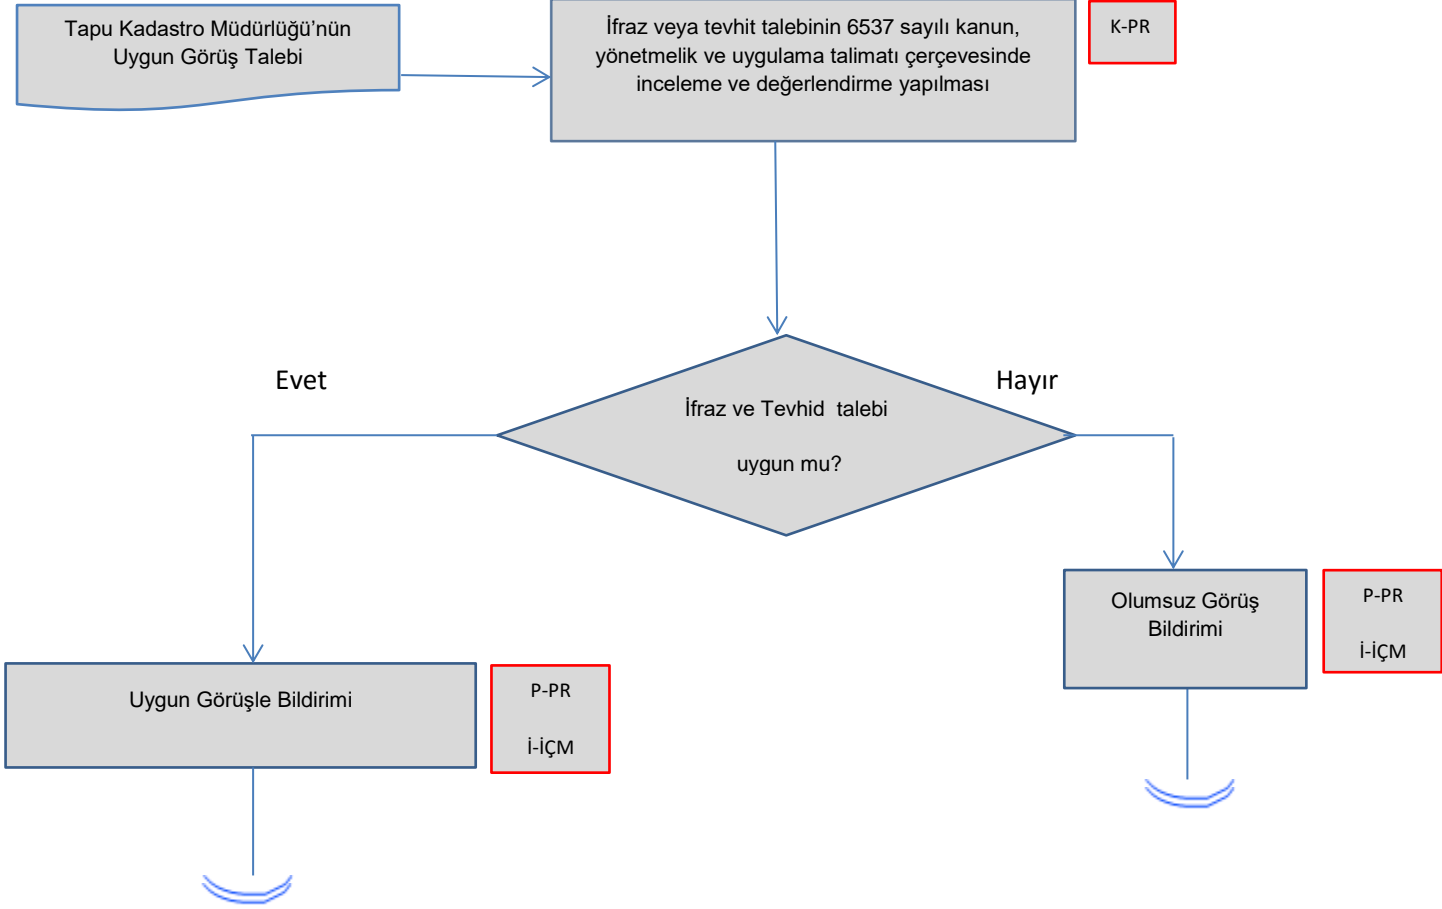 Tapu Kadastro Müdürlüğü’nün
Uygun Görüş Talebi
İfraz veya tevhit talebinin 6537 sayılı kanun,
yönetmelik ve uygulama talimatı çerçevesinde
inceleme ve değerlendirme yapılması
K-PR
Evet
Hayır
İfraz ve Tevhid talebi
uygun mu?
Olumsuz Görüş
Bildirimi
P-PR
İ-İÇM
Uygun Görüşle Bildirimi
P-PR
İ-İÇM